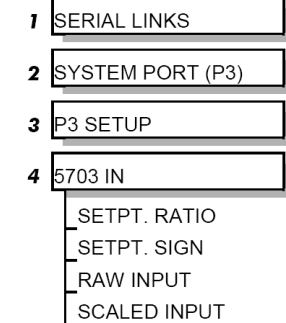 1 SERIAL LINKS
2 SYSTEM PORT (P3)
3 P3 SETUP
4 5703 IN
SETPT. RATIO
SETPT. SIGN
RAW INPUT
SCALED INPUT